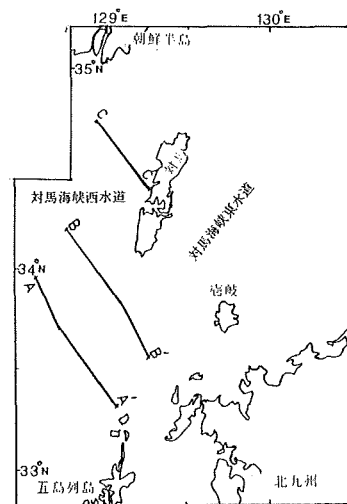 129°E
130°E
朝鮮半島
35°N
C
C'
対馬
対馬海峡西水道
対馬海峡東水道
B
34°N
A
壱岐
B'
A'
33°N
五島列島
北九州